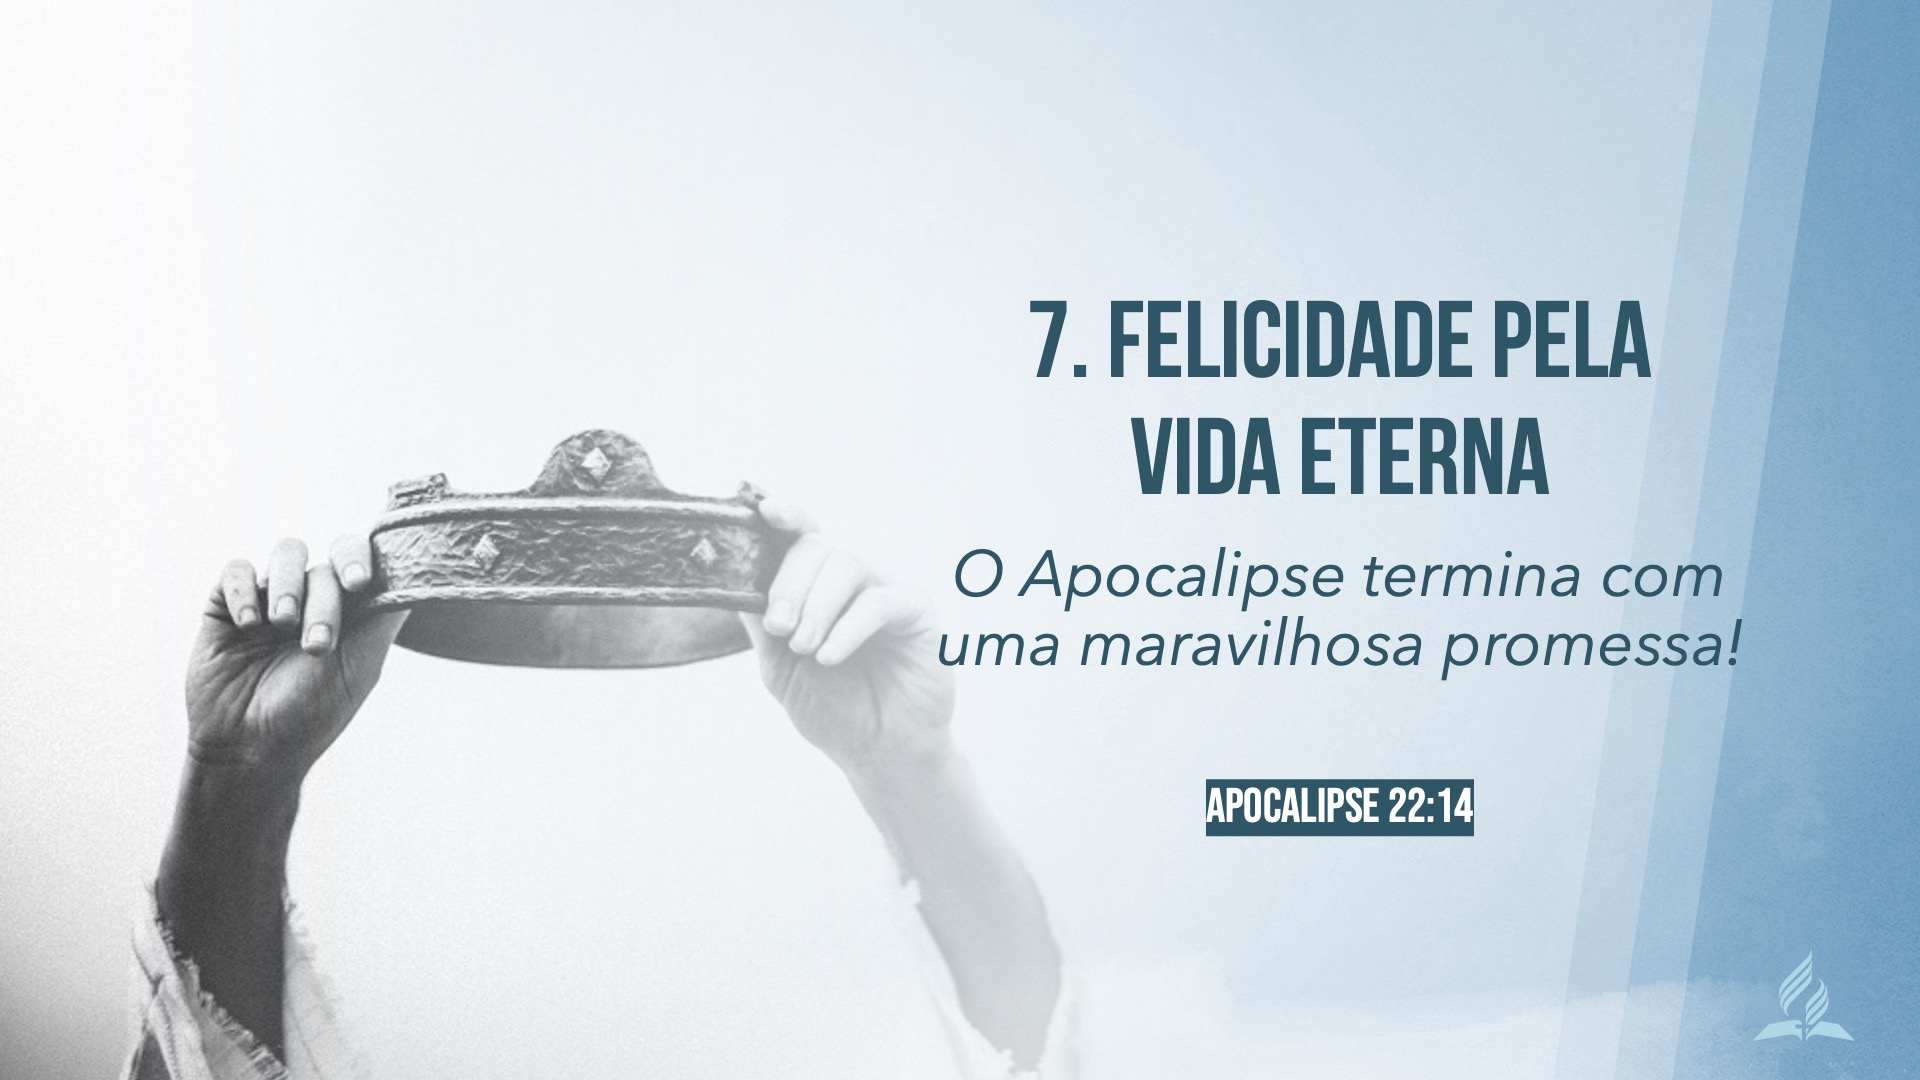 7. FELICIDADE PELA
VIDA ETERNA
O Apocalipse termina com
uma maravilhosa promessa!
APOCALIPSE 22:14